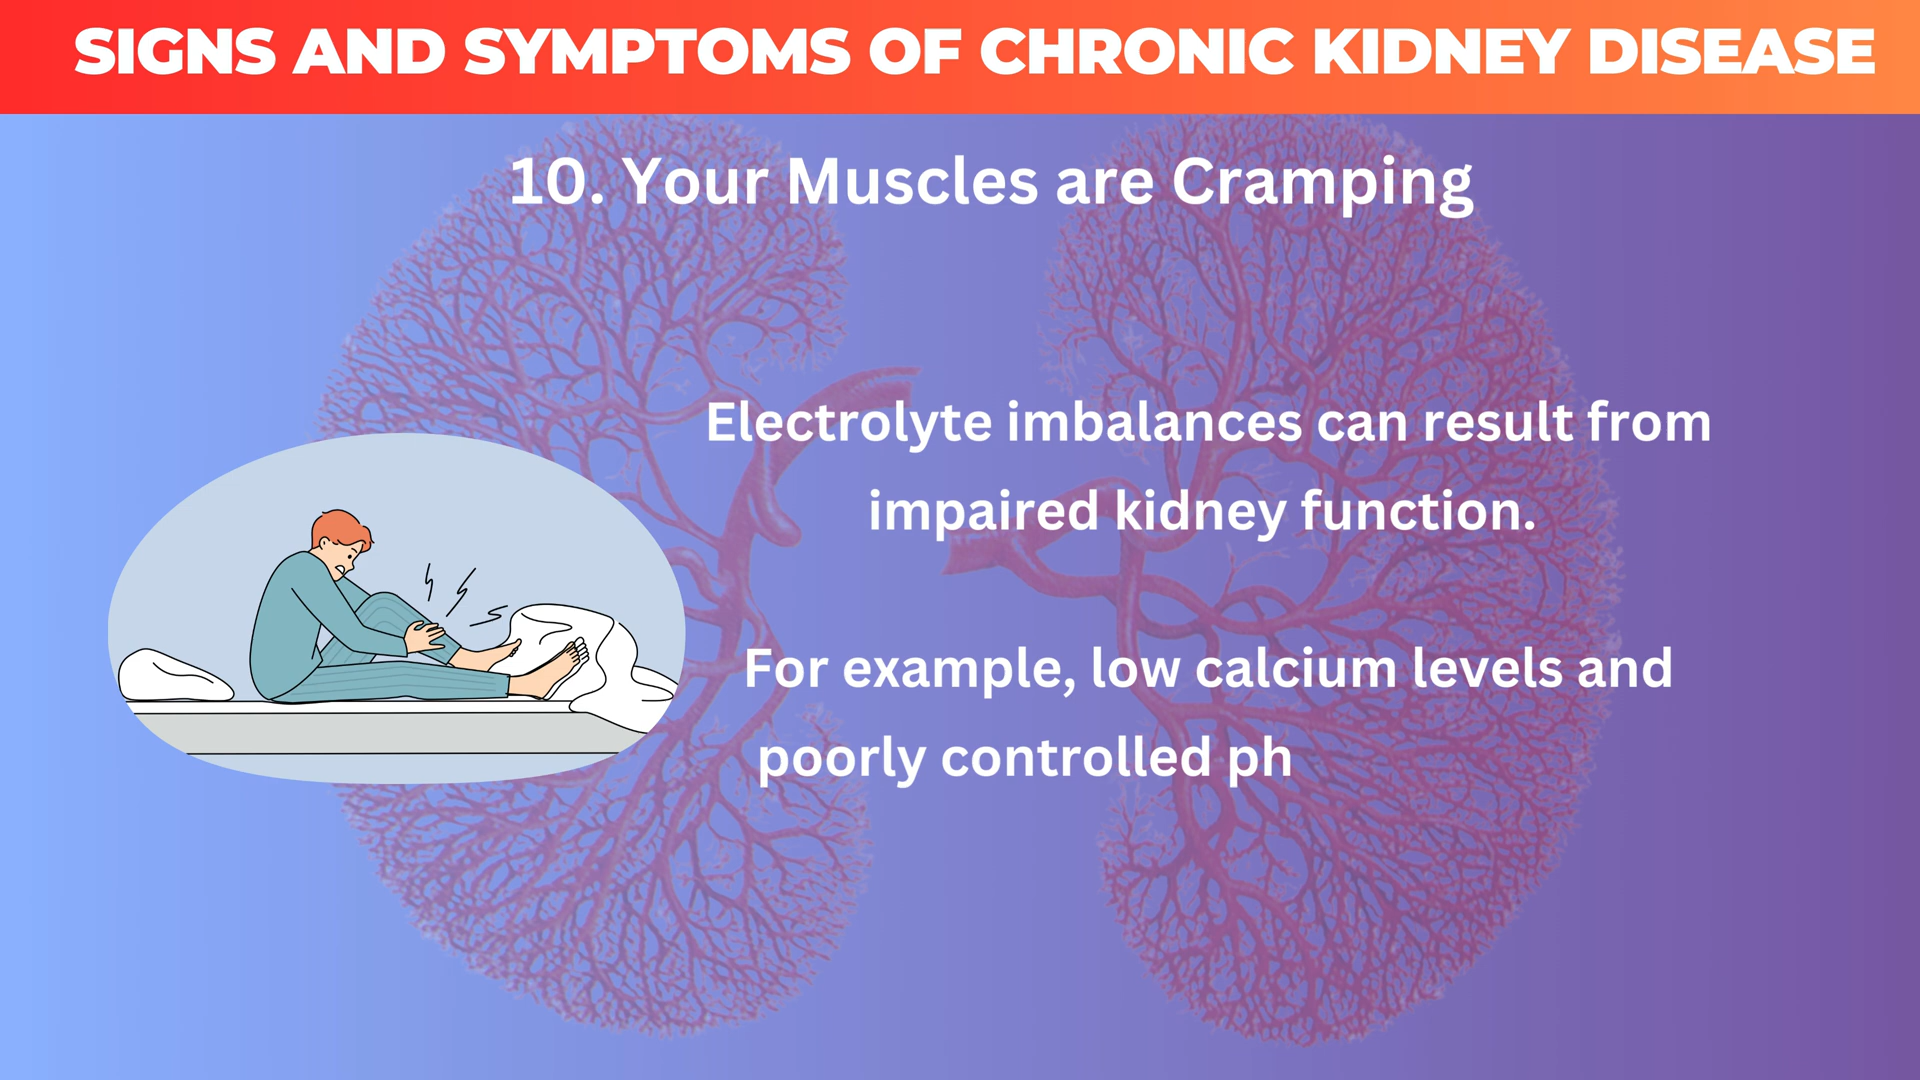 SIGNS AND SYMPTOMS OF CHRONIC KIDNEY DISEASE
10. Your Muscles are Cramping
Electrolyte imbalances can result from
impaired kidney function.
For example, low calcium levels and
poorly controlled ph